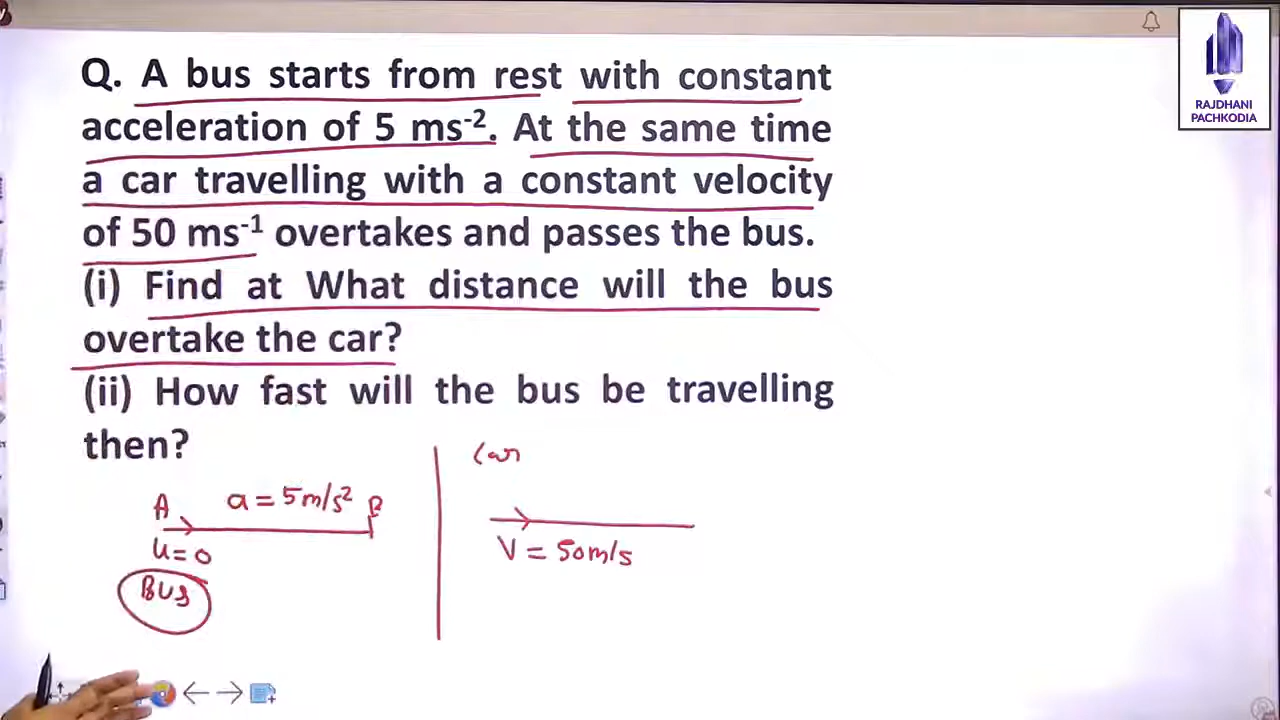 Q. A bus starts from rest with constant
acceleration of 5 ms-2. At the same time
a car travelling with a constant velocity
of 50 ms-1 overtakes and passes the bus.
(i) Find at What distance will the bus
overtake the car?
(ii) How fast will the bus be travelling
then?
RAJDHANI
PACHKODIA
A a = 5m/s2 B
u = 0
BUS
Car
V = 50m/s